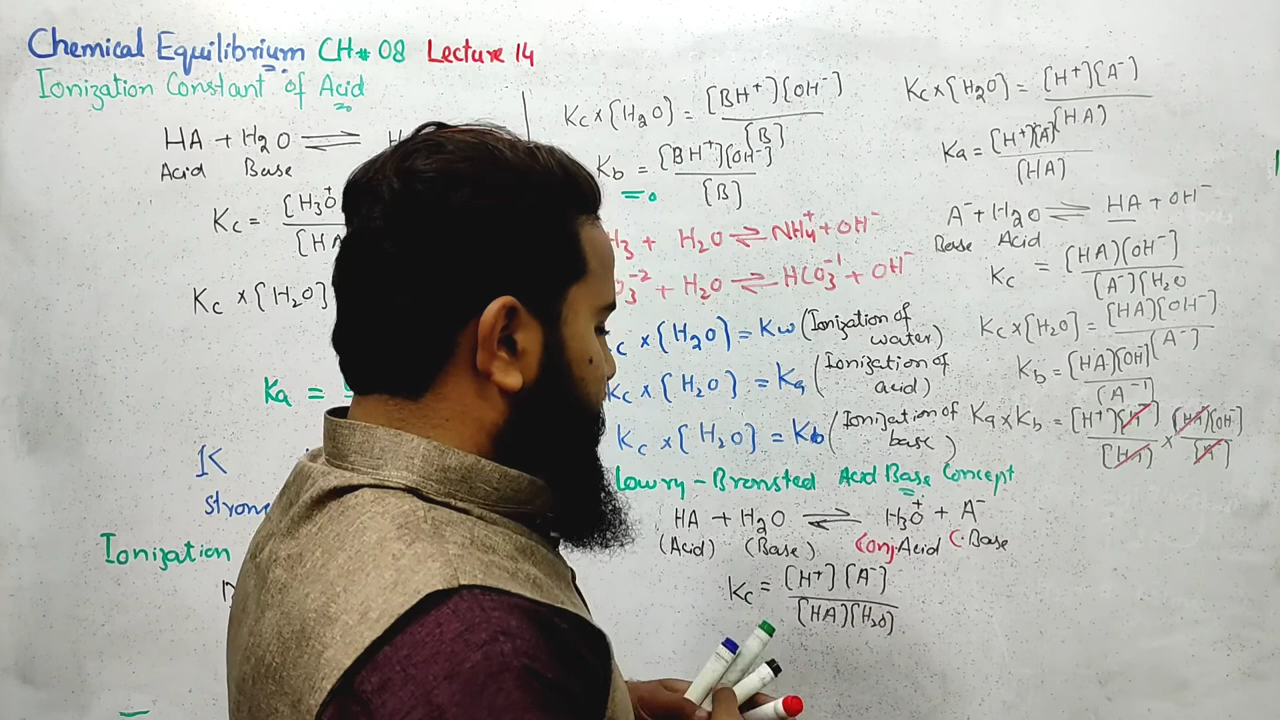 Chemical Equilibrium CH# 08 Lecture 14
Ionization Constant of Acid
HA + H2O ⇌ H
Acid Base
Kc = [H3O+
[HA
Kc × [H2O]
Ka =
K
strong
Ionization
Kc × [H2O] = [BH+][OH-]
[B]
Kb = [BH+][OH-]
[B]
H3 + H2O ⇌ NH4+ + OH-
O3-2 + H2O ⇌ HCO3-1 + OH-
c × [H2O] = Kw (Ionization of
water)
Kc × [H2O] = Ka (Ionization of
acid)
Kc × [H2O] = Kb (Ionization of
base)
Lowry - Bronsted Acid Base Concept
HA + H2O ⇌ H3O+ + A-
(Acid) (Base) Conj. Acid C. Base
Kc = [H+] [A-]
[HA][H2O]
Kc × [H2O] = [H+][A-]
[HA]
Ka = [H+][A]
[HA]
A- + H2O ⇌ HA + OH-
Base Acid
Kc = [HA][OH-]
[A-][H2O
Kc × [H2O] = [HA][OH-]
[A-]
Kb = [HA][OH]
[A-1]
Ka × Kb = [H+][A-] × [HA][OH-]
[HA] [A-]